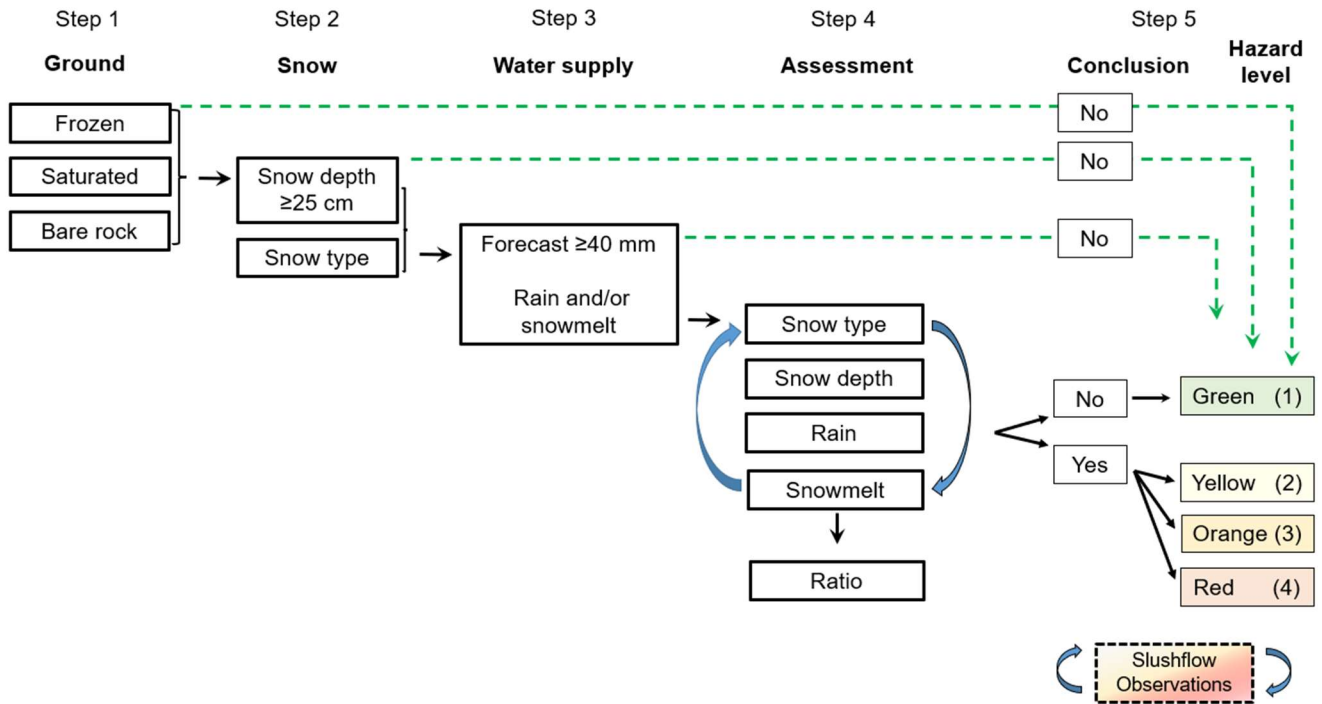 Step 1
Step 2
Step 3
Step 4
Step 5
Ground
Snow
Water supply
Assessment
Conclusion
Hazard
level
Frozen
Saturated
Bare rock
Snow depth
≥25 cm
Snow type
Forecast ≥40 mm
Rain and/or
snowmelt
Snow type
Snow depth
Rain
Snowmelt
Ratio
No
No
No
No
Yes
Green (1)
Yellow (2)
Orange (3)
Red (4)
Slushflow
Observations